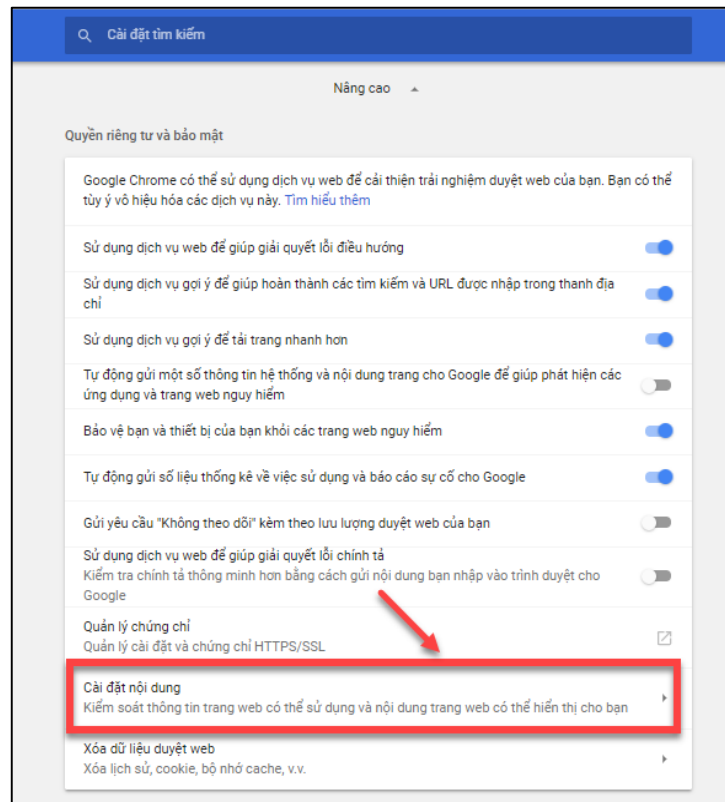 Cài đặt tìm kiếm
Nâng cao
Quyền riêng tư và bảo mật
Google Chrome có thể sử dụng dịch vụ web để cải thiện trải nghiệm duyệt web của bạn. Bạn có thể
tùy ý vô hiệu hóa các dịch vụ này. Tìm hiểu thêm
Sử dụng dịch vụ web để giúp giải quyết lỗi điều hướng
Sử dụng dịch vụ gợi ý để giúp hoàn thành các tìm kiếm và URL được nhập trong thanh địa
chỉ
Sử dụng dịch vụ gợi ý để tải trang nhanh hơn
Tự động gửi một số thông tin hệ thống và nội dung trang cho Google để giúp phát hiện các
ứng dụng và trang web nguy hiểm
Bảo vệ bạn và thiết bị của bạn khỏi các trang web nguy hiểm
Tự động gửi số liệu thống kê về việc sử dụng và báo cáo sự cố cho Google
Gửi yêu cầu "Không theo dõi" kèm theo lưu lượng duyệt web của bạn
Sử dụng dịch vụ web để giúp giải quyết lỗi chính tả
Kiểm tra chính tả thông minh hơn bằng cách gửi nội dung bạn nhập vào trình duyệt cho
Google
Quản lý chứng chỉ
Quản lý cài đặt và chứng chỉ HTTPS/SSL
Cài đặt nội dung
Kiểm soát thông tin trang web có thể sử dụng và nội dung trang web có thể hiển thị cho bạn
Xóa dữ liệu duyệt web
Xóa lịch sử, cookie, bộ nhớ cache, v.v.